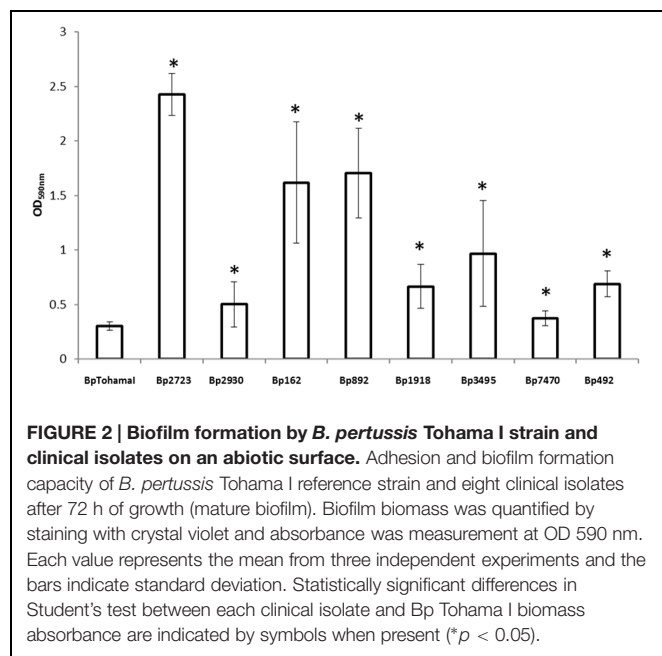 *
*
*
*
*
*
*
*
3
2.5
2
1.5
1
0.5
0
OD590nm
BpTohamaI Bp2723 Bp2930 Bp162 Bp892 Bp1918 Bp3495 Bp7470 Bp492
FIGURE 2 | Biofilm formation by B. pertussis Tohama I strain and
clinical isolates on an abiotic surface. Adhesion and biofilm formation
capacity of B. pertussis Tohama I reference strain and eight clinical isolates
after 72 h of growth (mature biofilm). Biofilm biomass was quantified by
staining with crystal violet and absorbance was measurement at OD 590 nm.
Each value represents the mean from three independent experiments and the
bars indicate standard deviation. Statistically significant differences in
Student's test between each clinical isolate and Bp Tohama I biomass
absorbance are indicated by symbols when present (*p < 0.05).